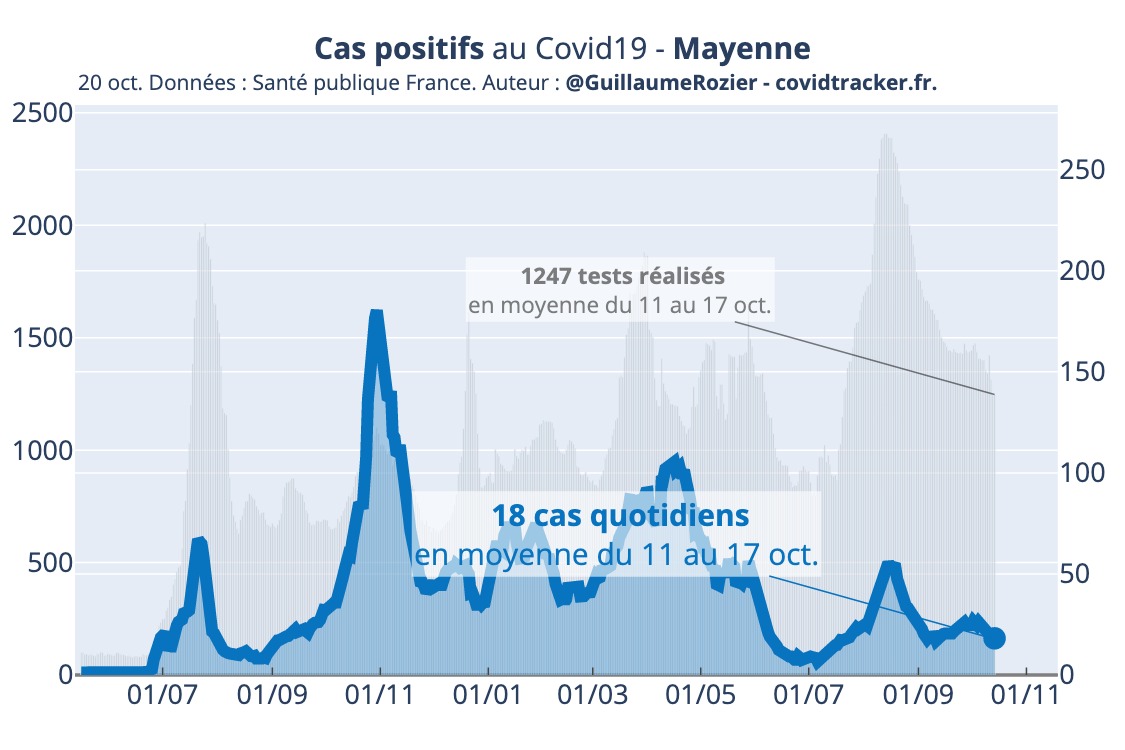 Cas positifs au Covid19 - Mayenne
20 oct. Données : Santé publique France. Auteur : @GuillaumeRozier - covidtracker.fr.
2500
2000
1500
1000
500
0
250
200
150
100
50
0
1247 tests réalisés
en moyenne du 11 au 17 oct.
18 cas quotidiens
en moyenne du 11 au 17 oct.
01/07 01/09 01/11 01/01 01/03 01/05 01/07 01/09 01/11